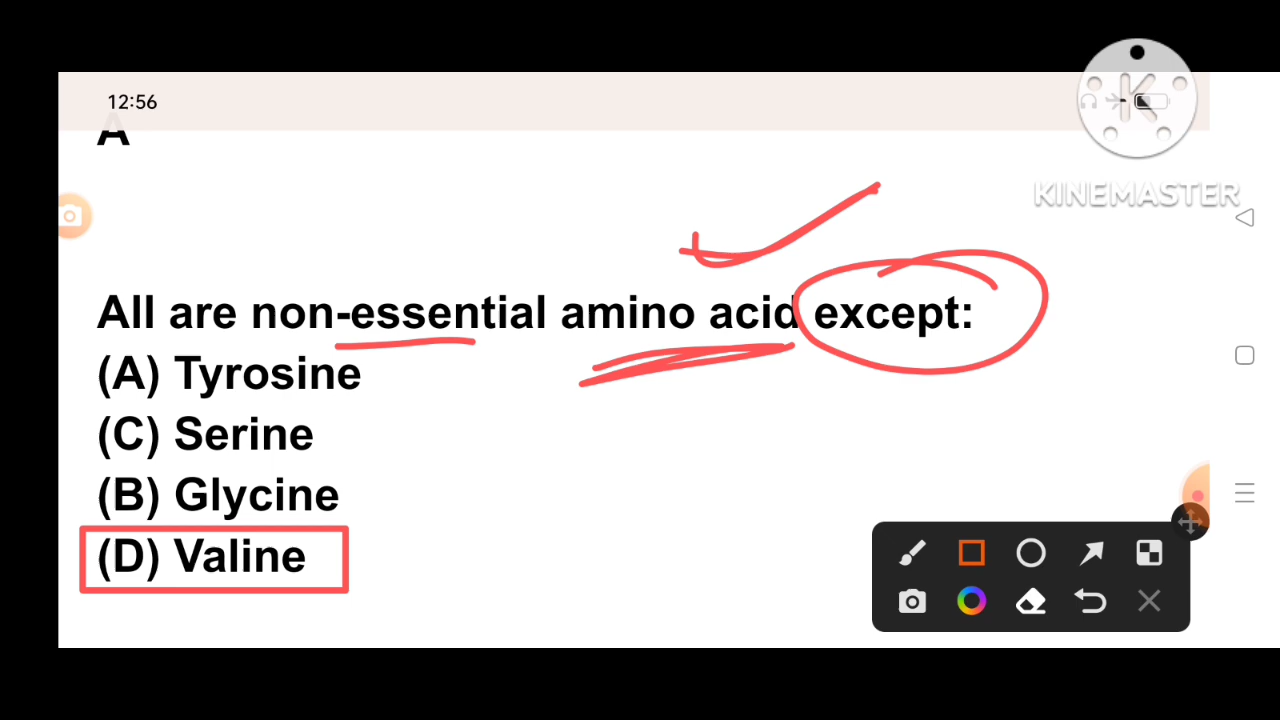 12:56
A
KINEMASTER
All are non-essential amino acid except:
(A) Tyrosine
(C) Serine
(B) Glycine
(D) Valine